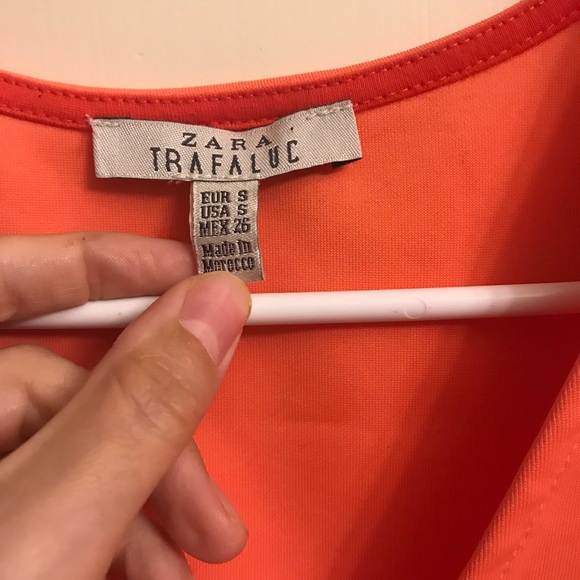 ZARA
TRAFALUC
EUR S
USA S
MEX 26
Made in
Morocco